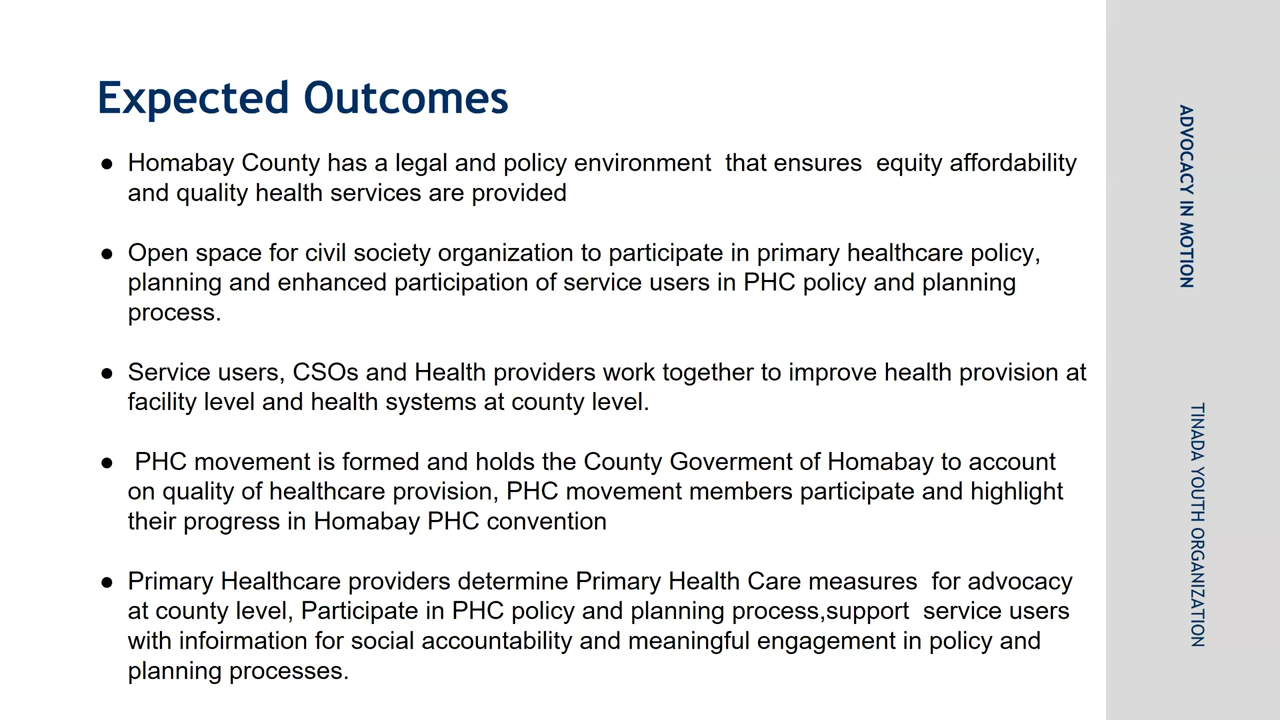 Expected Outcomes
● Homabay County has a legal and policy environment  that ensures  equity affordability
and quality health services are provided
● Open space for civil society organization to participate in primary healthcare policy,
planning and enhanced participation of service users in PHC policy and planning
process.
● Service users, CSOs and Health providers work together to improve health provision at
facility level and health systems at county level.
● PHC movement is formed and holds the County Goverment of Homabay to account
on quality of healthcare provision, PHC movement members participate and highlight
their progress in Homabay PHC convention
● Primary Healthcare providers determine Primary Health Care measures  for advocacy
at county level, Participate in PHC policy and planning process,support  service users
with infoirmation for social accountability and meaningful engagement in policy and
planning processes.
ADVOCACY IN MOTION
TINADA YOUTH ORGANIZATION